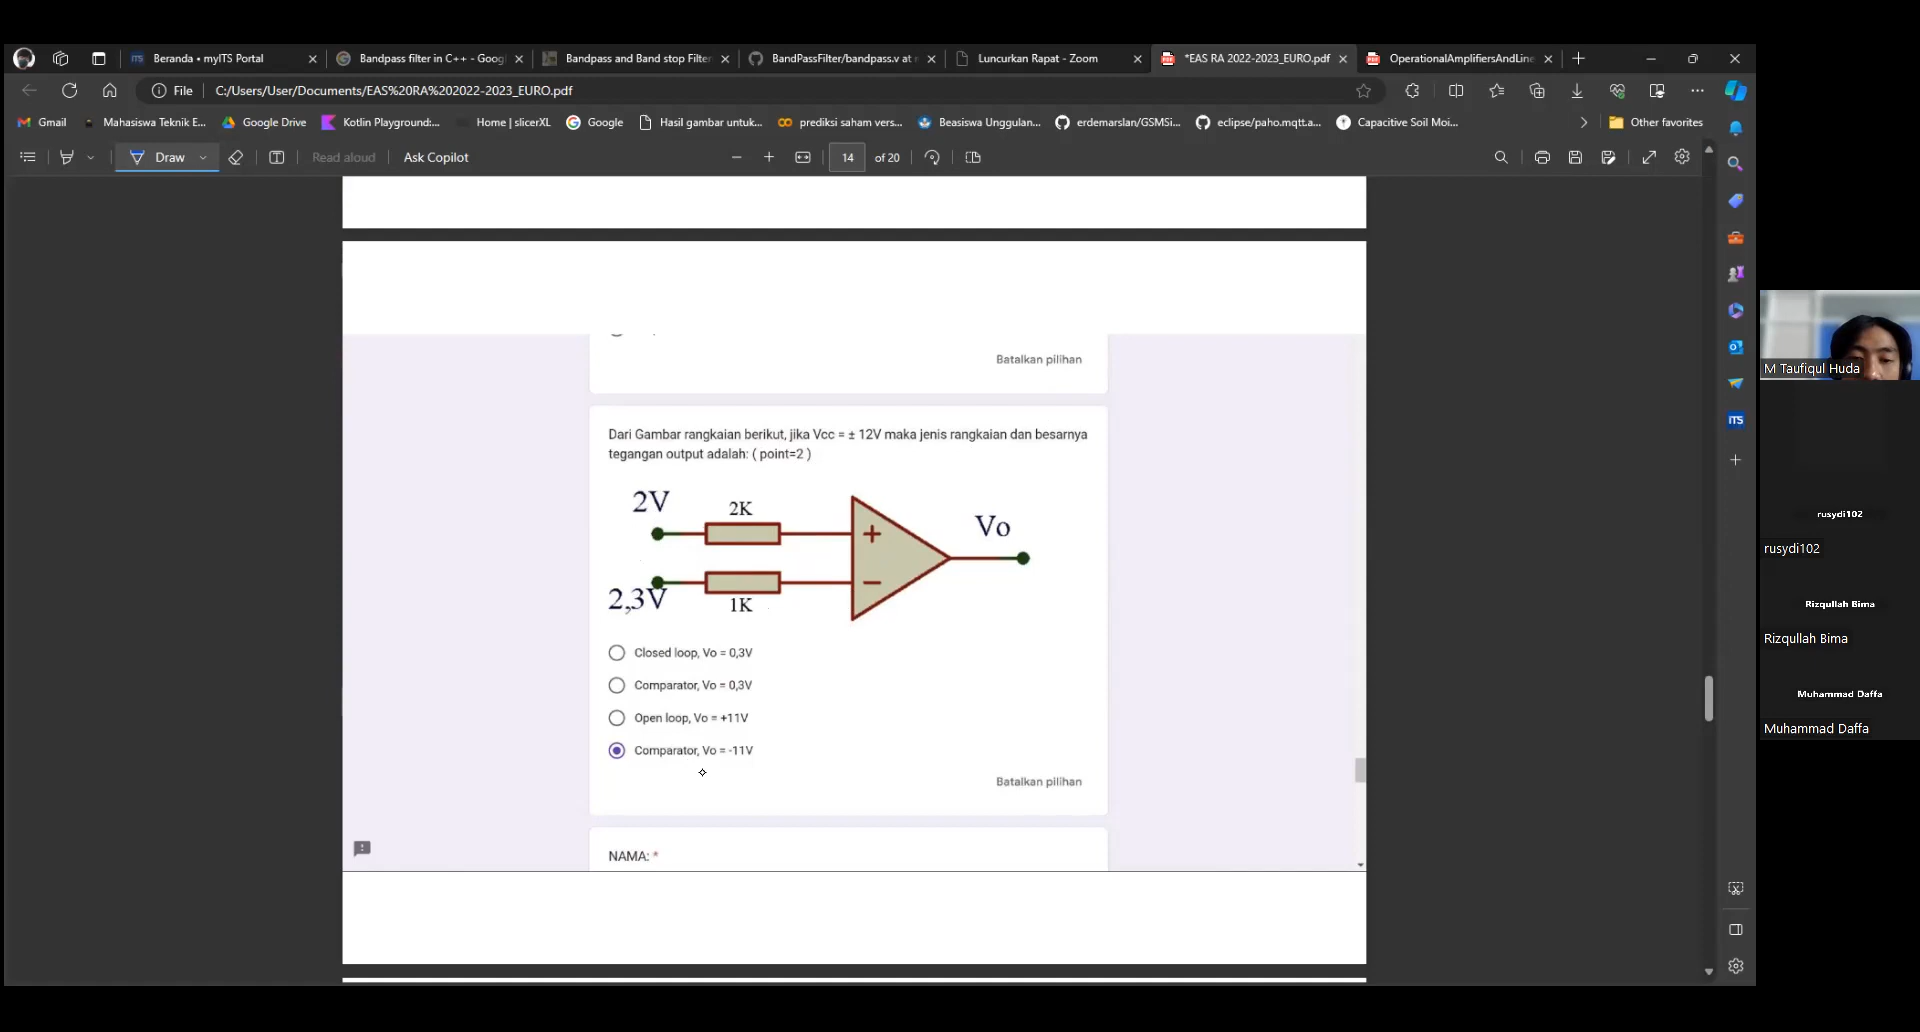 Beranda • myITS Portal
Bandpass filter in C++ - Goog
Bandpass and Band stop Filter
BandPassFilter/bandpass.v at
Luncurkan Rapat - Zoom
*EAS RA 2022-2023_EURO.pdf
OperationalAmplifiersAndLine
File
C:/Users/User/Documents/EAS%20RA%202022-2023_EURO.pdf
Gmail
Mahasiswa Teknik E...
Google Drive
Kotlin Playground:...
Home | slicerXL
Google
Hasil gambar untuk...
prediksi saham vers...
Beasiswa Unggulan...
erdemarslan/GSMSi...
eclipse/paho.mqtt.a...
Capacitive Soil Moi...
Other favorites
Draw
Read aloud
Ask Copilot
14
of 20
Batalkan pilihan
Dari Gambar rangkaian berikut, jika Vcc = ± 12V maka jenis rangkaian dan besarnya
tegangan output adalah: ( point=2 )
2V
2K
+
Vo
2,3V
1K
−
Closed loop, Vo = 0,3V
Comparator, Vo = 0,3V
Open loop, Vo = +11V
Comparator, Vo = -11V
Batalkan pilihan
NAMA: *
ITS
M Taufiqul Huda
rusydi102
rusydi102
Rizqullah Bima
Rizqullah Bima
Muhammad Daffa
Muhammad Daffa